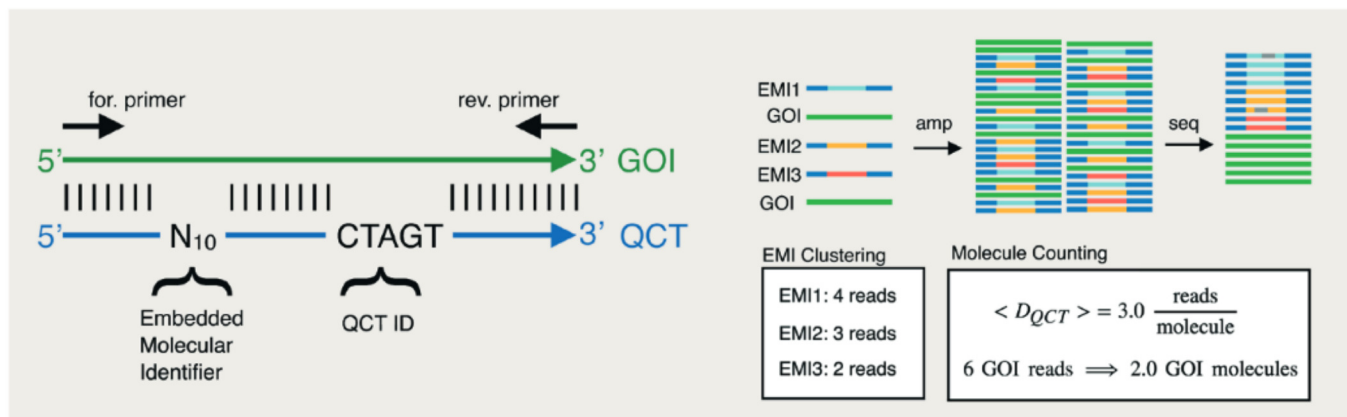 for. primer
rev. primer
5' 3' GOI
5' N10 CTAGT 3' QCT
Embedded
Molecular
Identifier
QCT ID
EMI1
GOI
EMI2
EMI3
GOI
amp
seq
EMI Clustering
EMI1: 4 reads
EMI2: 3 reads
EMI3: 2 reads
Molecule Counting
< D_QCT > = 3.0 reads/molecule
6 GOI reads ⟹ 2.0 GOI molecules